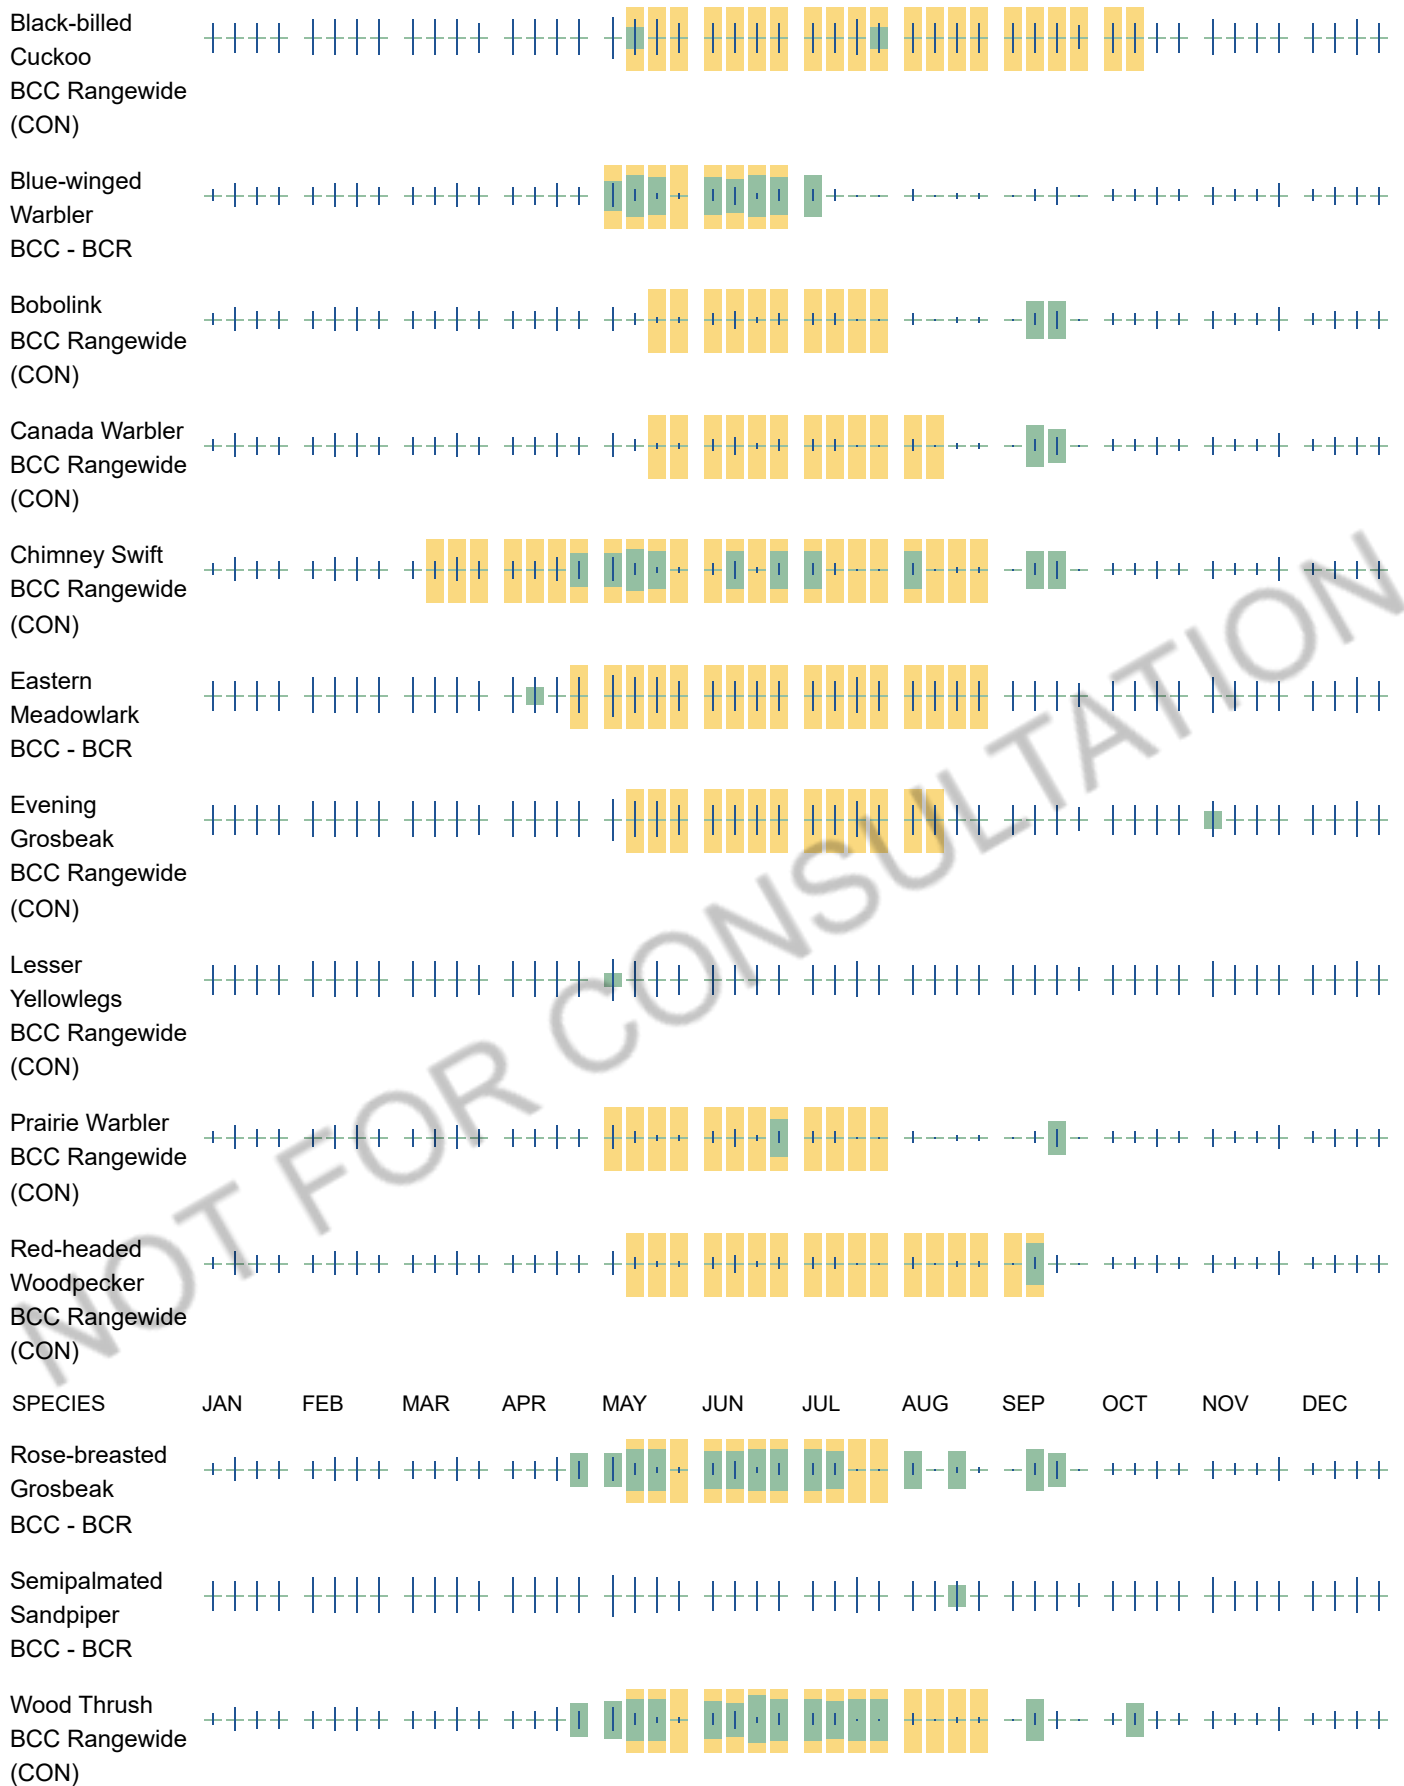 Black-billed
Cuckoo
BCC Rangewide
(CON)
Blue-winged
Warbler
BCC - BCR
Bobolink
BCC Rangewide
(CON)
Canada Warbler
BCC Rangewide
(CON)
Chimney Swift
BCC Rangewide
(CON)
Eastern
Meadowlark
BCC - BCR
Evening
Grosbeak
BCC Rangewide
(CON)
Lesser
Yellowlegs
BCC Rangewide
(CON)
Prairie Warbler
BCC Rangewide
(CON)
Red-headed
Woodpecker
BCC Rangewide
(CON)
NOT FOR CONSULTATION
SPECIES JAN FEB MAR APR MAY JUN JUL AUG SEP OCT NOV DEC
Rose-breasted
Grosbeak
BCC - BCR
Semipalmated
Sandpiper
BCC - BCR
Wood Thrush
BCC Rangewide
(CON)